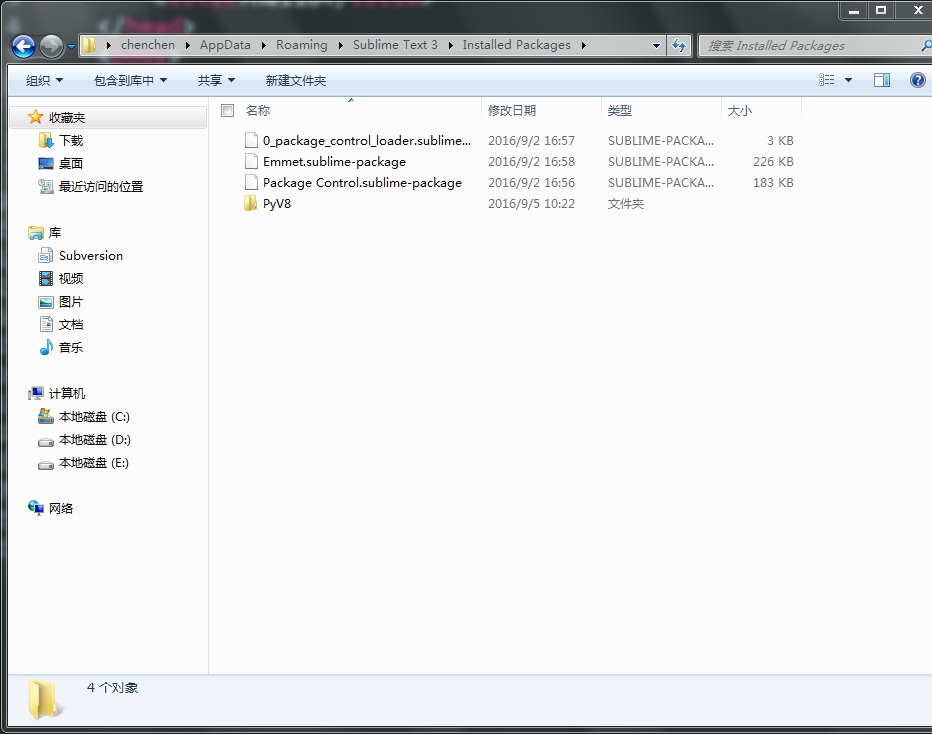 </head>
chenchen AppData Roaming Sublime Text 3 Installed Packages
搜索 Installed Packages
组织 包含到库中 共享 新建文件夹
名称 修改日期 类型 大小
0_package_control_loader.sublime... 2016/9/2 16:57 SUBLIME-PACKA... 3 KB
Emmet.sublime-package 2016/9/2 16:58 SUBLIME-PACKA... 226 KB
Package Control.sublime-package 2016/9/2 16:56 SUBLIME-PACKA... 183 KB
PyV8 2016/9/5 10:22 文件夹
收藏夹
下载
桌面
最近访问的位置
库
Subversion
视频
图片
文档
音乐
计算机
本地磁盘 (C:)
本地磁盘 (D:)
本地磁盘 (E:)
网络
4 个对象